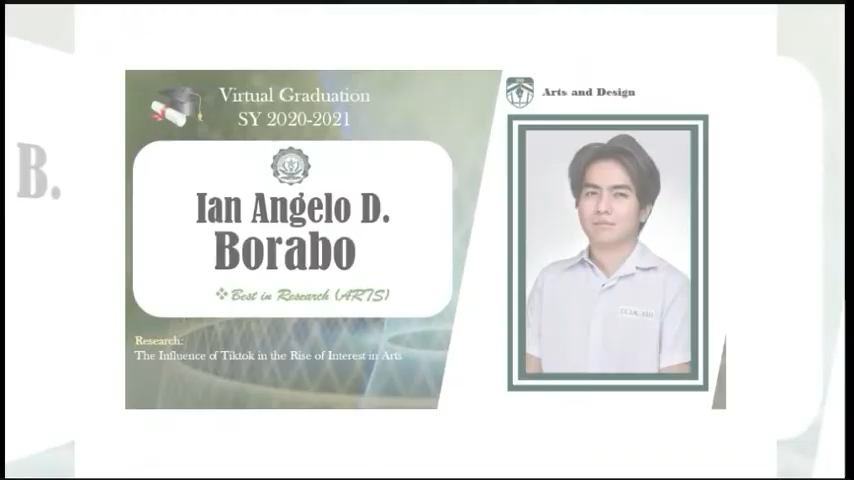 B.
Virtual Graduation
SY 2020-2021
Ian Angelo D.
Borabo
Best in Research (ARTS)
Research:
The Influence of Tiktok in the Rise of Interest in Arts
Arts and Design